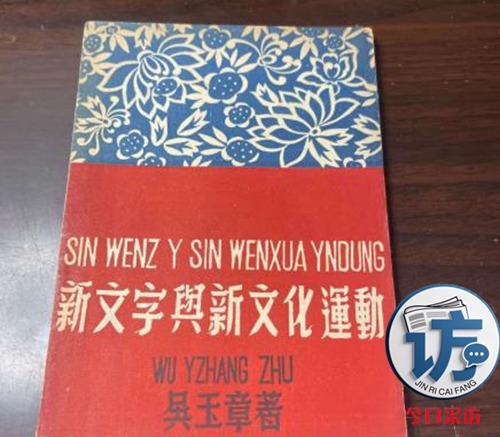 SIN WENZ Y SIN WENXUA YNDUNG
新文字與新文化運動
WU YZHANG ZHU
吳玉章著
访
JIN RI CAI FANG
今日采访